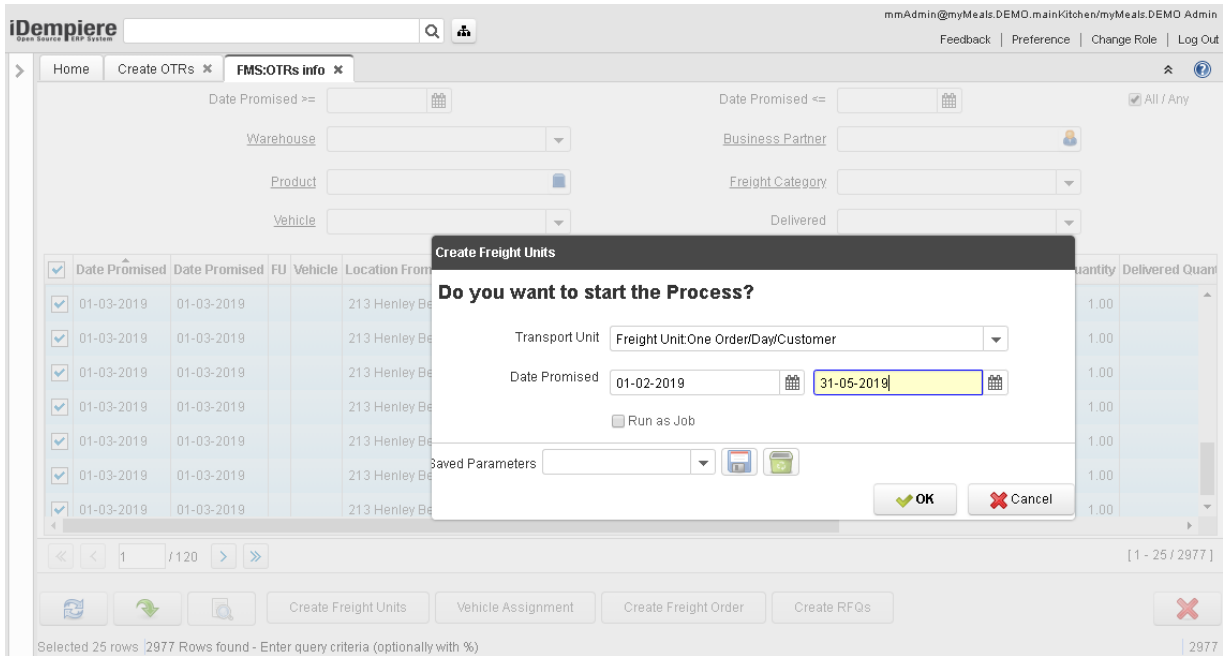 mmAdmin@myMeals.DEMO.mainKitchen/myMeals.DEMO Admin
iDempiere
Open Source ERP System
Feedback | Preference | Change Role | Log Out
Home Create OTRs FMS:OTRs info
Date Promised >= Date Promised <= All / Any
Warehouse Business Partner
Product Freight Category
Vehicle Delivered
Create Freight Units
Date Promised Date Promised FU Vehicle Location From Delivered Quant
Do you want to start the Process?
01-03-2019 01-03-2019 213 Henley Be 1.00
Transport Unit Freight Unit:One Order/Day/Customer
01-03-2019 01-03-2019 213 Henley Be 1.00
01-03-2019 01-03-2019 213 Henley Be 1.00
Date Promised 01-02-2019 31-05-2019
01-03-2019 01-03-2019 213 Henley Be 1.00
Run as Job
01-03-2019 01-03-2019 213 Henley Be 1.00
Saved Parameters
01-03-2019 01-03-2019 213 Henley Be 1.00
OK Cancel
01-03-2019 01-03-2019 213 Henley Be 1.00
1 / 120 [ 1 - 25 / 2977 ]
Create Freight Units Vehicle Assignment Create Freight Order Create RFQs
Selected 25 rows 2977 Rows found - Enter query criteria (optionally with %) 2977